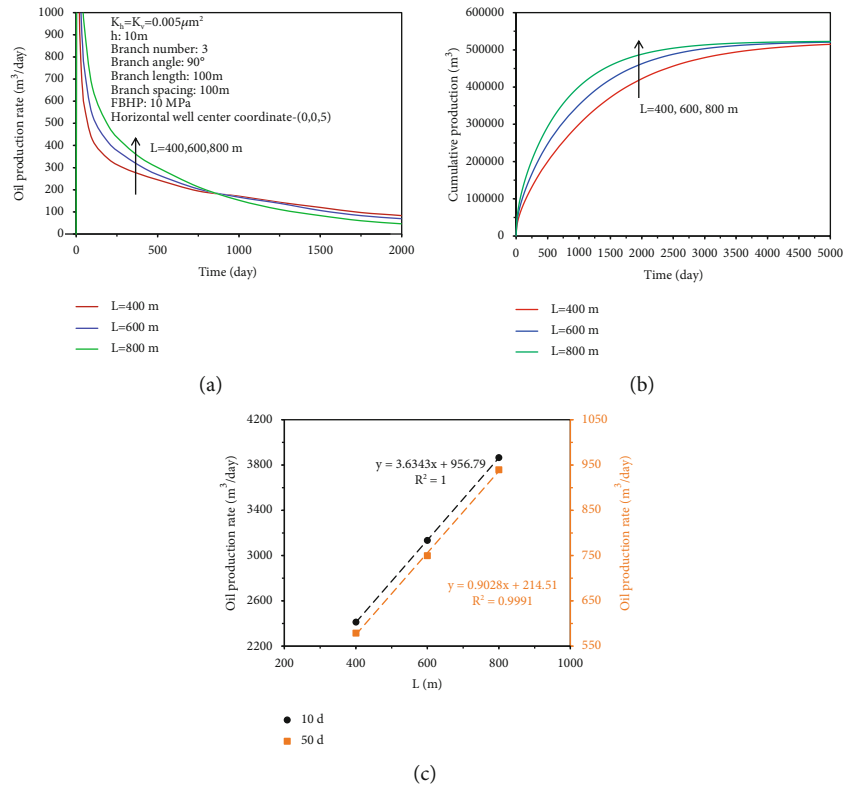 1000
900
800
700
600
500
400
300
200
100
0
Oil production rate (m³/day)
Kₕ=Kᵥ=0.005μm²
h: 10m
Branch number: 3
Branch angle: 90°
Branch length: 100m
Branch spacing: 100m
FBHP: 10 MPa
Horizontal well center coordinate-(0,0,5)
L=400,600,800 m
0 500 1000 1500 2000
Time (day)
L=400 m
L=600 m
L=800 m
(a)
600000
500000
400000
300000
200000
100000
0
Cumulative production (m³)
L=400, 600, 800 m
0 500 1000 1500 2000 2500 3000 3500 4000 4500 5000
Time (day)
L=400 m
L=600 m
L=800 m
(b)
4200
3800
3400
3000
2600
2200
Oil production rate (m³/day)
y = 3.6343x + 956.79
R² = 1
y = 0.9028x + 214.51
R² = 0.9991
1050
950
850
750
650
550
Oil production rate (m³/day)
200 400 600 800 1000
L (m)
10 d
50 d
(c)